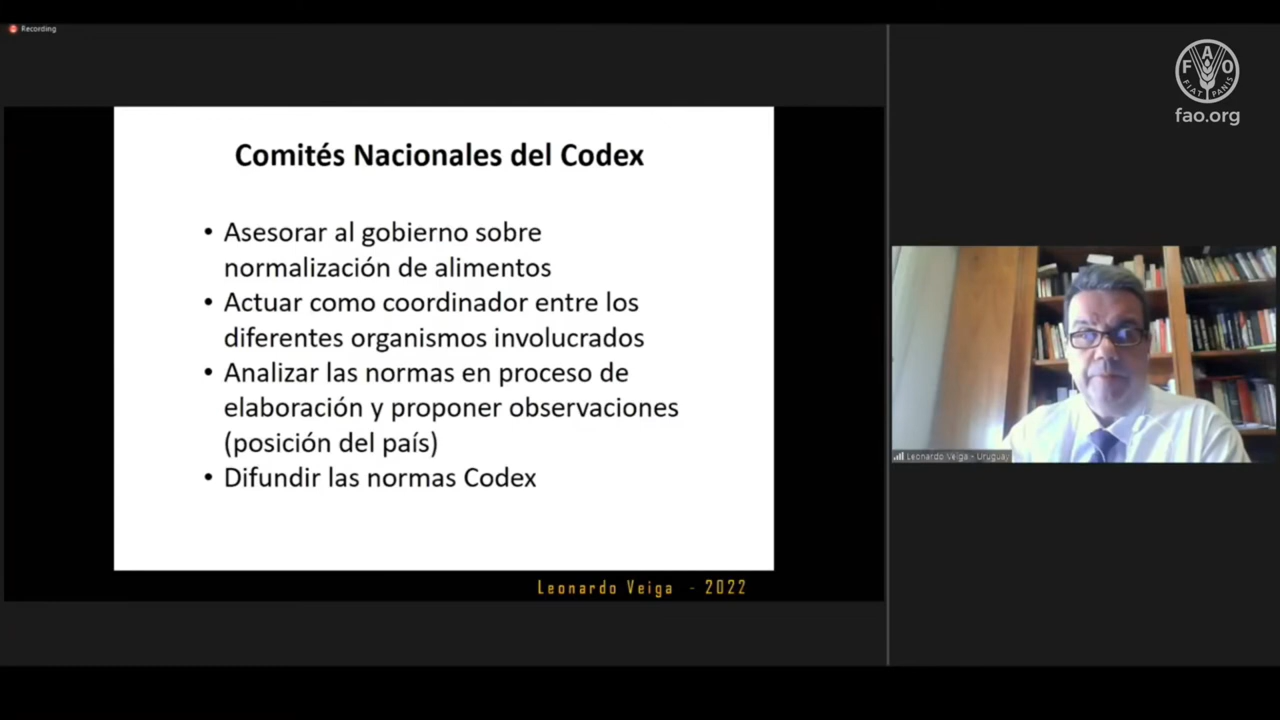 Recording
FAO
FIAT PANIS
fao.org
Comités Nacionales del Codex
• Asesorar al gobierno sobre
normalización de alimentos
• Actuar como coordinador entre los
diferentes organismos involucrados
• Analizar las normas en proceso de
elaboración y proponer observaciones
(posición del país)
• Difundir las normas Codex
Leonardo Veiga - Uruguay
Leonardo Veiga - 2022